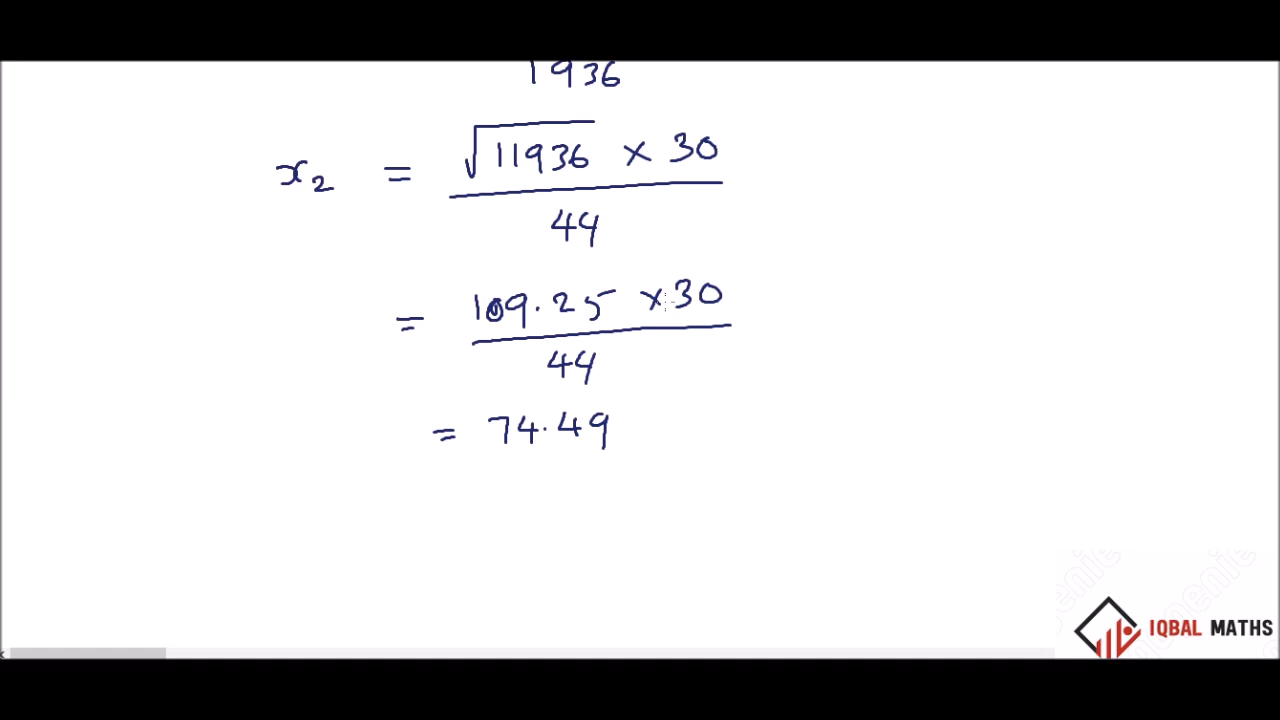 1936
x₂ = √11936 × 30
44
= 109.25 × 30
44
= 74.49
IQBAL MATHS